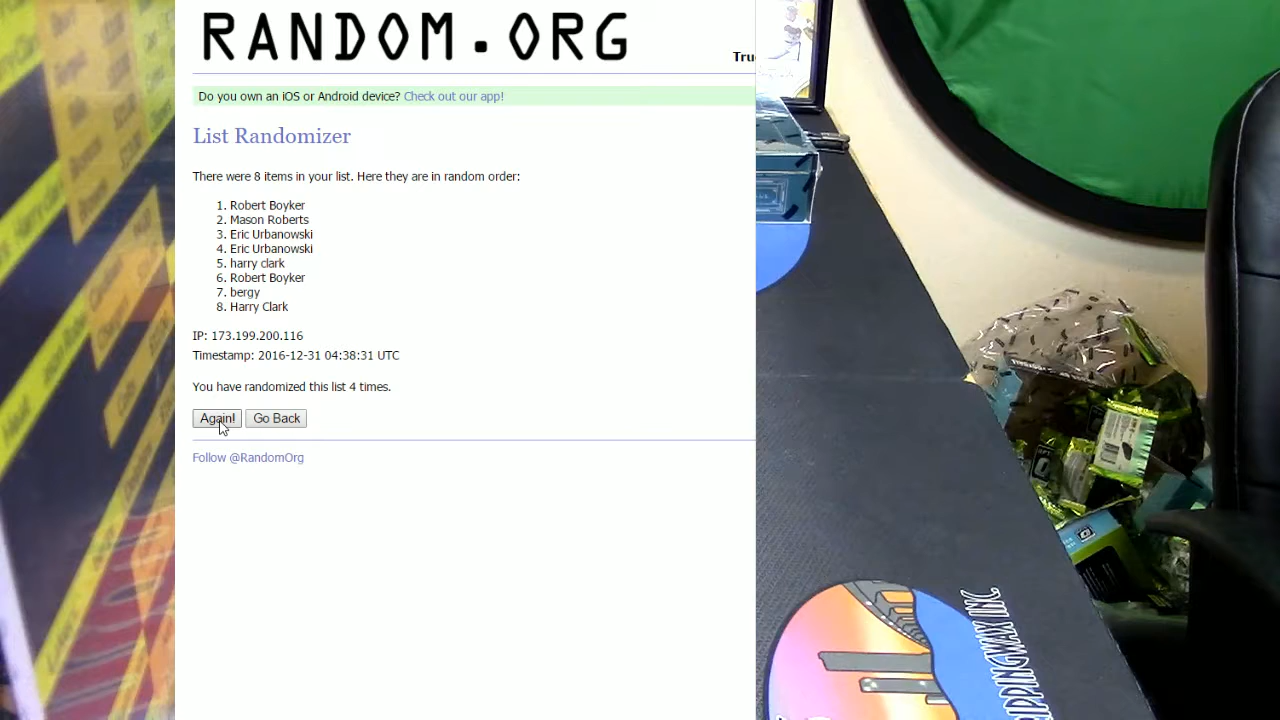 RANDOM.ORG
Tru
Do you own an iOS or Android device? Check out our app!
List Randomizer
There were 8 items in your list. Here they are in random order:
1. Robert Boyker
2. Mason Roberts
3. Eric Urbanowski
4. Eric Urbanowski
5. harry clark
6. Robert Boyker
7. bergy
8. Harry Clark
IP: 173.199.200.116
Timestamp: 2016-12-31 04:38:31 UTC
You have randomized this list 4 times.
Again! Go Back
Follow @RandomOrg
RIPPINGWAX INC